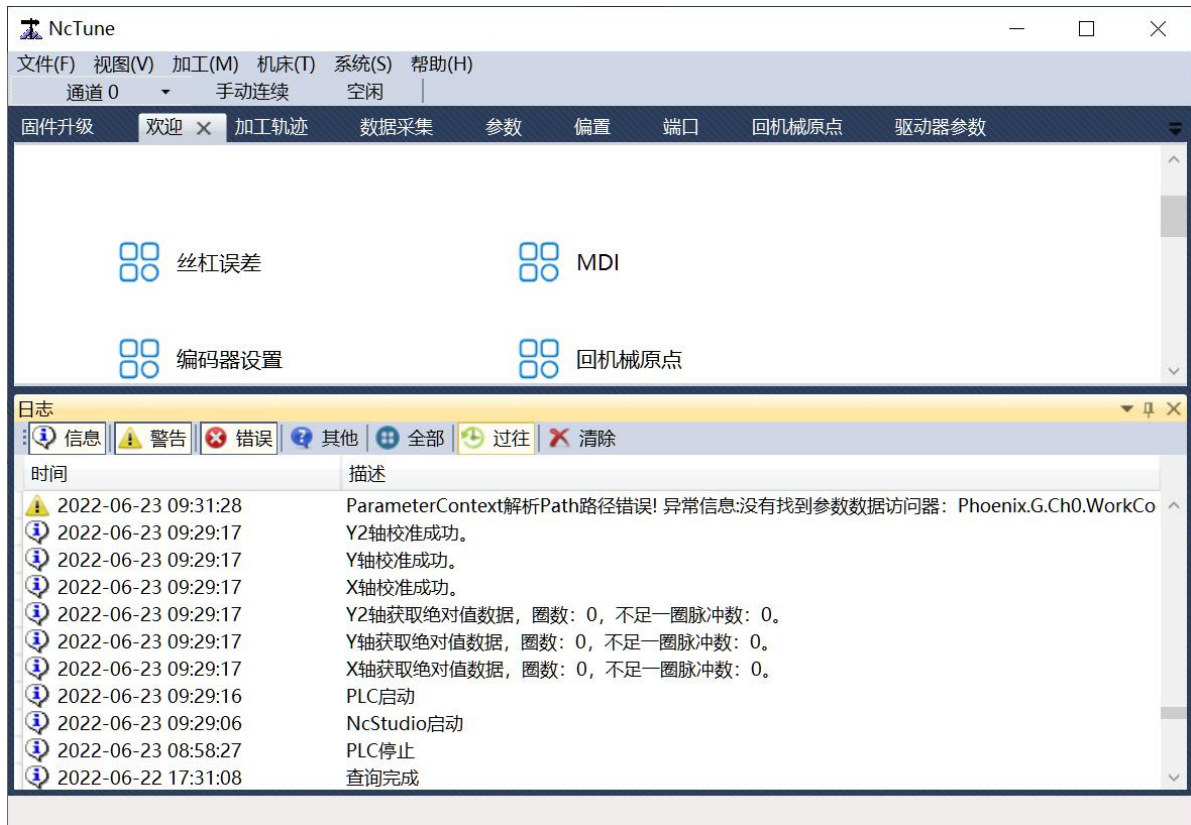 NcTune
文件(F) 视图(V) 加工(M) 机床(T) 系统(S) 帮助(H)
通道 0 手动连续 空闲
固件升级 欢迎 加工轨迹 数据采集 参数 偏置 端口 回机械原点 驱动器参数
丝杠误差 MDI
编码器设置 回机械原点
日志
信息 警告 错误 其他 全部 过往 清除
时间 描述
2022-06-23 09:31:28 ParameterContext解析Path路径错误! 异常信息:没有找到参数数据访问器：Phoenix.G.Ch0.WorkCo
2022-06-23 09:29:17 Y2轴校准成功。
2022-06-23 09:29:17 Y轴校准成功。
2022-06-23 09:29:17 X轴校准成功。
2022-06-23 09:29:17 Y2轴获取绝对值数据，圈数：0，不足一圈脉冲数：0。
2022-06-23 09:29:17 Y轴获取绝对值数据，圈数：0，不足一圈脉冲数：0。
2022-06-23 09:29:17 X轴获取绝对值数据，圈数：0，不足一圈脉冲数：0。
2022-06-23 09:29:16 PLC启动
2022-06-23 09:29:06 NcStudio启动
2022-06-23 08:58:27 PLC停止
2022-06-22 17:31:08 查询完成